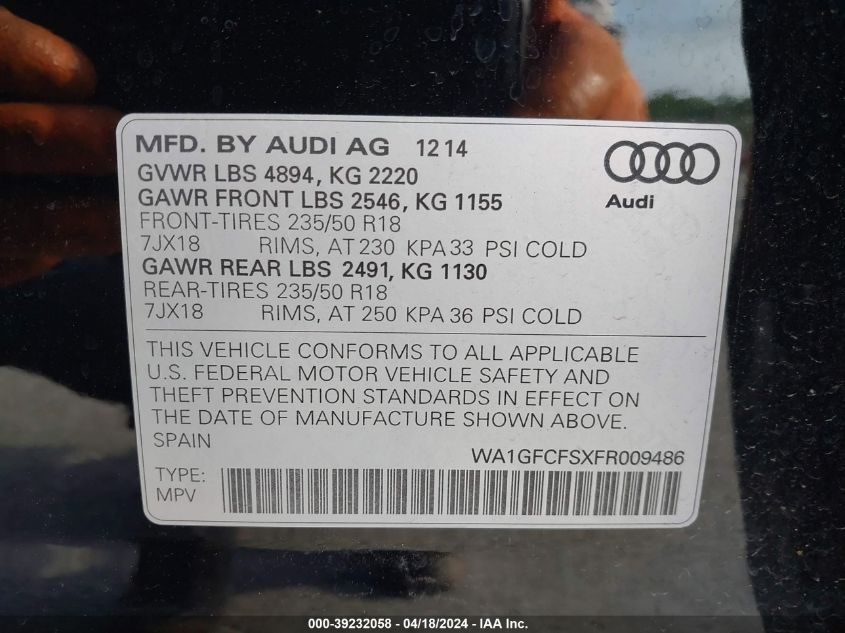 MFD. BY AUDI AG 12 14
GVWR LBS 4894, KG 2220
GAWR FRONT LBS 2546, KG 1155
FRONT-TIRES 235/50 R18
7JX18 RIMS, AT 230 KPA 33 PSI COLD
GAWR REAR LBS 2491, KG 1130
REAR-TIRES 235/50 R18
7JX18 RIMS, AT 250 KPA 36 PSI COLD
Audi
THIS VEHICLE CONFORMS TO ALL APPLICABLE
U.S. FEDERAL MOTOR VEHICLE SAFETY AND
THEFT PREVENTION STANDARDS IN EFFECT ON
THE DATE OF MANUFACTURE SHOWN ABOVE.
SPAIN
WA1GFCFSXFR009486
TYPE:
MPV
000-39232058 - 04/18/2024 - IAA Inc.